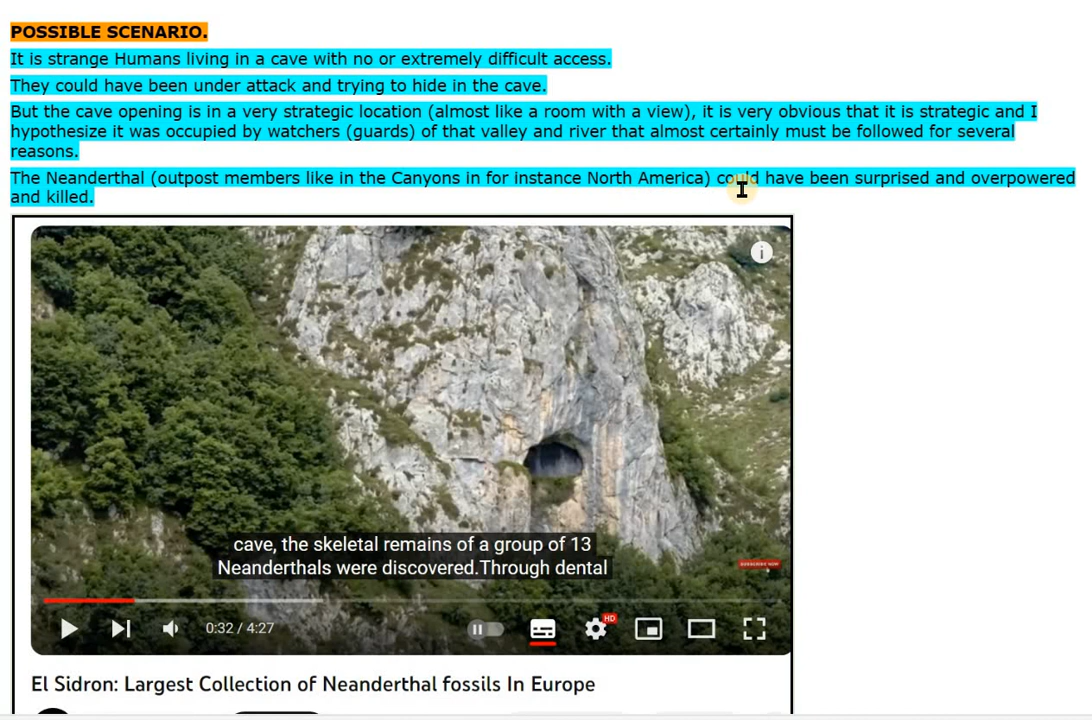 POSSIBLE SCENARIO.
It is strange Humans living in a cave with no or extremely difficult access.
They could have been under attack and trying to hide in the cave.
But the cave opening is in a very strategic location (almost like a room with a view), it is very obvious that it is strategic and I
hypothesize it was occupied by watchers (guards) of that valley and river that almost certainly must be followed for several
reasons.
The Neanderthal (outpost members like in the Canyons in for instance North America) could have been surprised and overpowered
and killed.
cave, the skeletal remains of a group of 13
Neanderthals were discovered.Through dental
SUBSCRIBE NOW
0:32 / 4:27
HD
El Sidron: Largest Collection of Neanderthal fossils In Europe